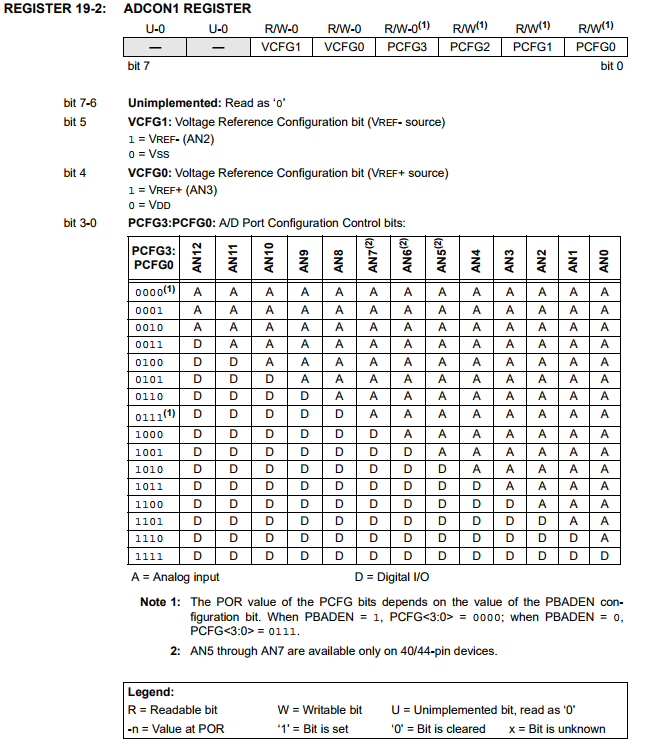 REGISTER 19-2: ADCON1 REGISTER
U-0 U-0 R/W-0 R/W-0 R/W-0(1) R/W(1) R/W(1) R/W(1)
— — VCFG1 VCFG0 PCFG3 PCFG2 PCFG1 PCFG0
bit 7 bit 0
bit 7-6 Unimplemented: Read as ‘0’
bit 5 VCFG1: Voltage Reference Configuration bit (VREF- source)
1 = VREF- (AN2)
0 = VSS
bit 4 VCFG0: Voltage Reference Configuration bit (VREF+ source)
1 = VREF+ (AN3)
0 = VDD
bit 3-0 PCFG3:PCFG0: A/D Port Configuration Control bits:
PCFG3: PCFG0 AN12 AN11 AN10 AN9 AN8 AN7(2) AN6(2) AN5(2) AN4 AN3 AN2 AN1 AN0
0000(1) A A A A A A A A A A A A A
0001 A A A A A A A A A A A A A
0010 A A A A A A A A A A A A A
0011 D A A A A A A A A A A A A
0100 D D A A A A A A A A A A A
0101 D D D A A A A A A A A A A
0110 D D D D A A A A A A A A A
0111(1) D D D D D A A A A A A A A
1000 D D D D D D A A A A A A A
1001 D D D D D D D A A A A A A
1010 D D D D D D D D A A A A A
1011 D D D D D D D D D A A A A
1100 D D D D D D D D D D A A A
1101 D D D D D D D D D D D A A
1110 D D D D D D D D D D D D A
1111 D D D D D D D D D D D D D
A = Analog input D = Digital I/O
Note 1: The POR value of the PCFG bits depends on the value of the PBADEN con-
figuration bit. When PBADEN = 1, PCFG<3:0> = 0000; when PBADEN = 0,
PCFG<3:0> = 0111.
2: AN5 through AN7 are available only on 40/44-pin devices.
Legend:
R = Readable bit W = Writable bit U = Unimplemented bit, read as ‘0’
-n = Value at POR ‘1’ = Bit is set ‘0’ = Bit is cleared x = Bit is unknown